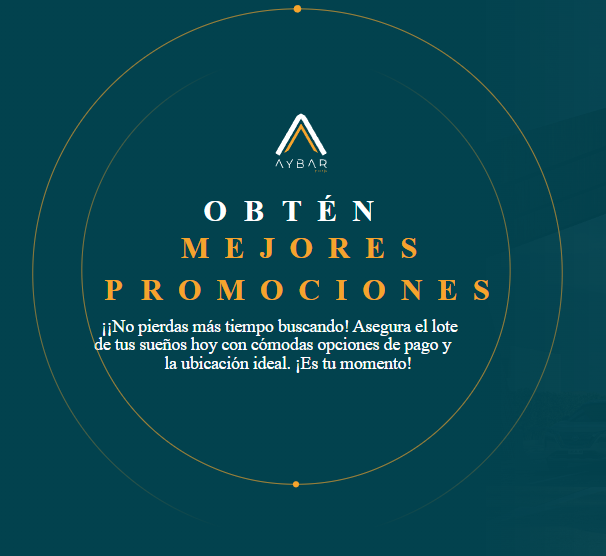 AYBAR
OBTÉN
MEJORES
PROMOCIONES
¡¡No pierdas más tiempo buscando! Asegura el lote
de tus sueños hoy con cómodas opciones de pago y
la ubicación ideal. ¡Es tu momento!